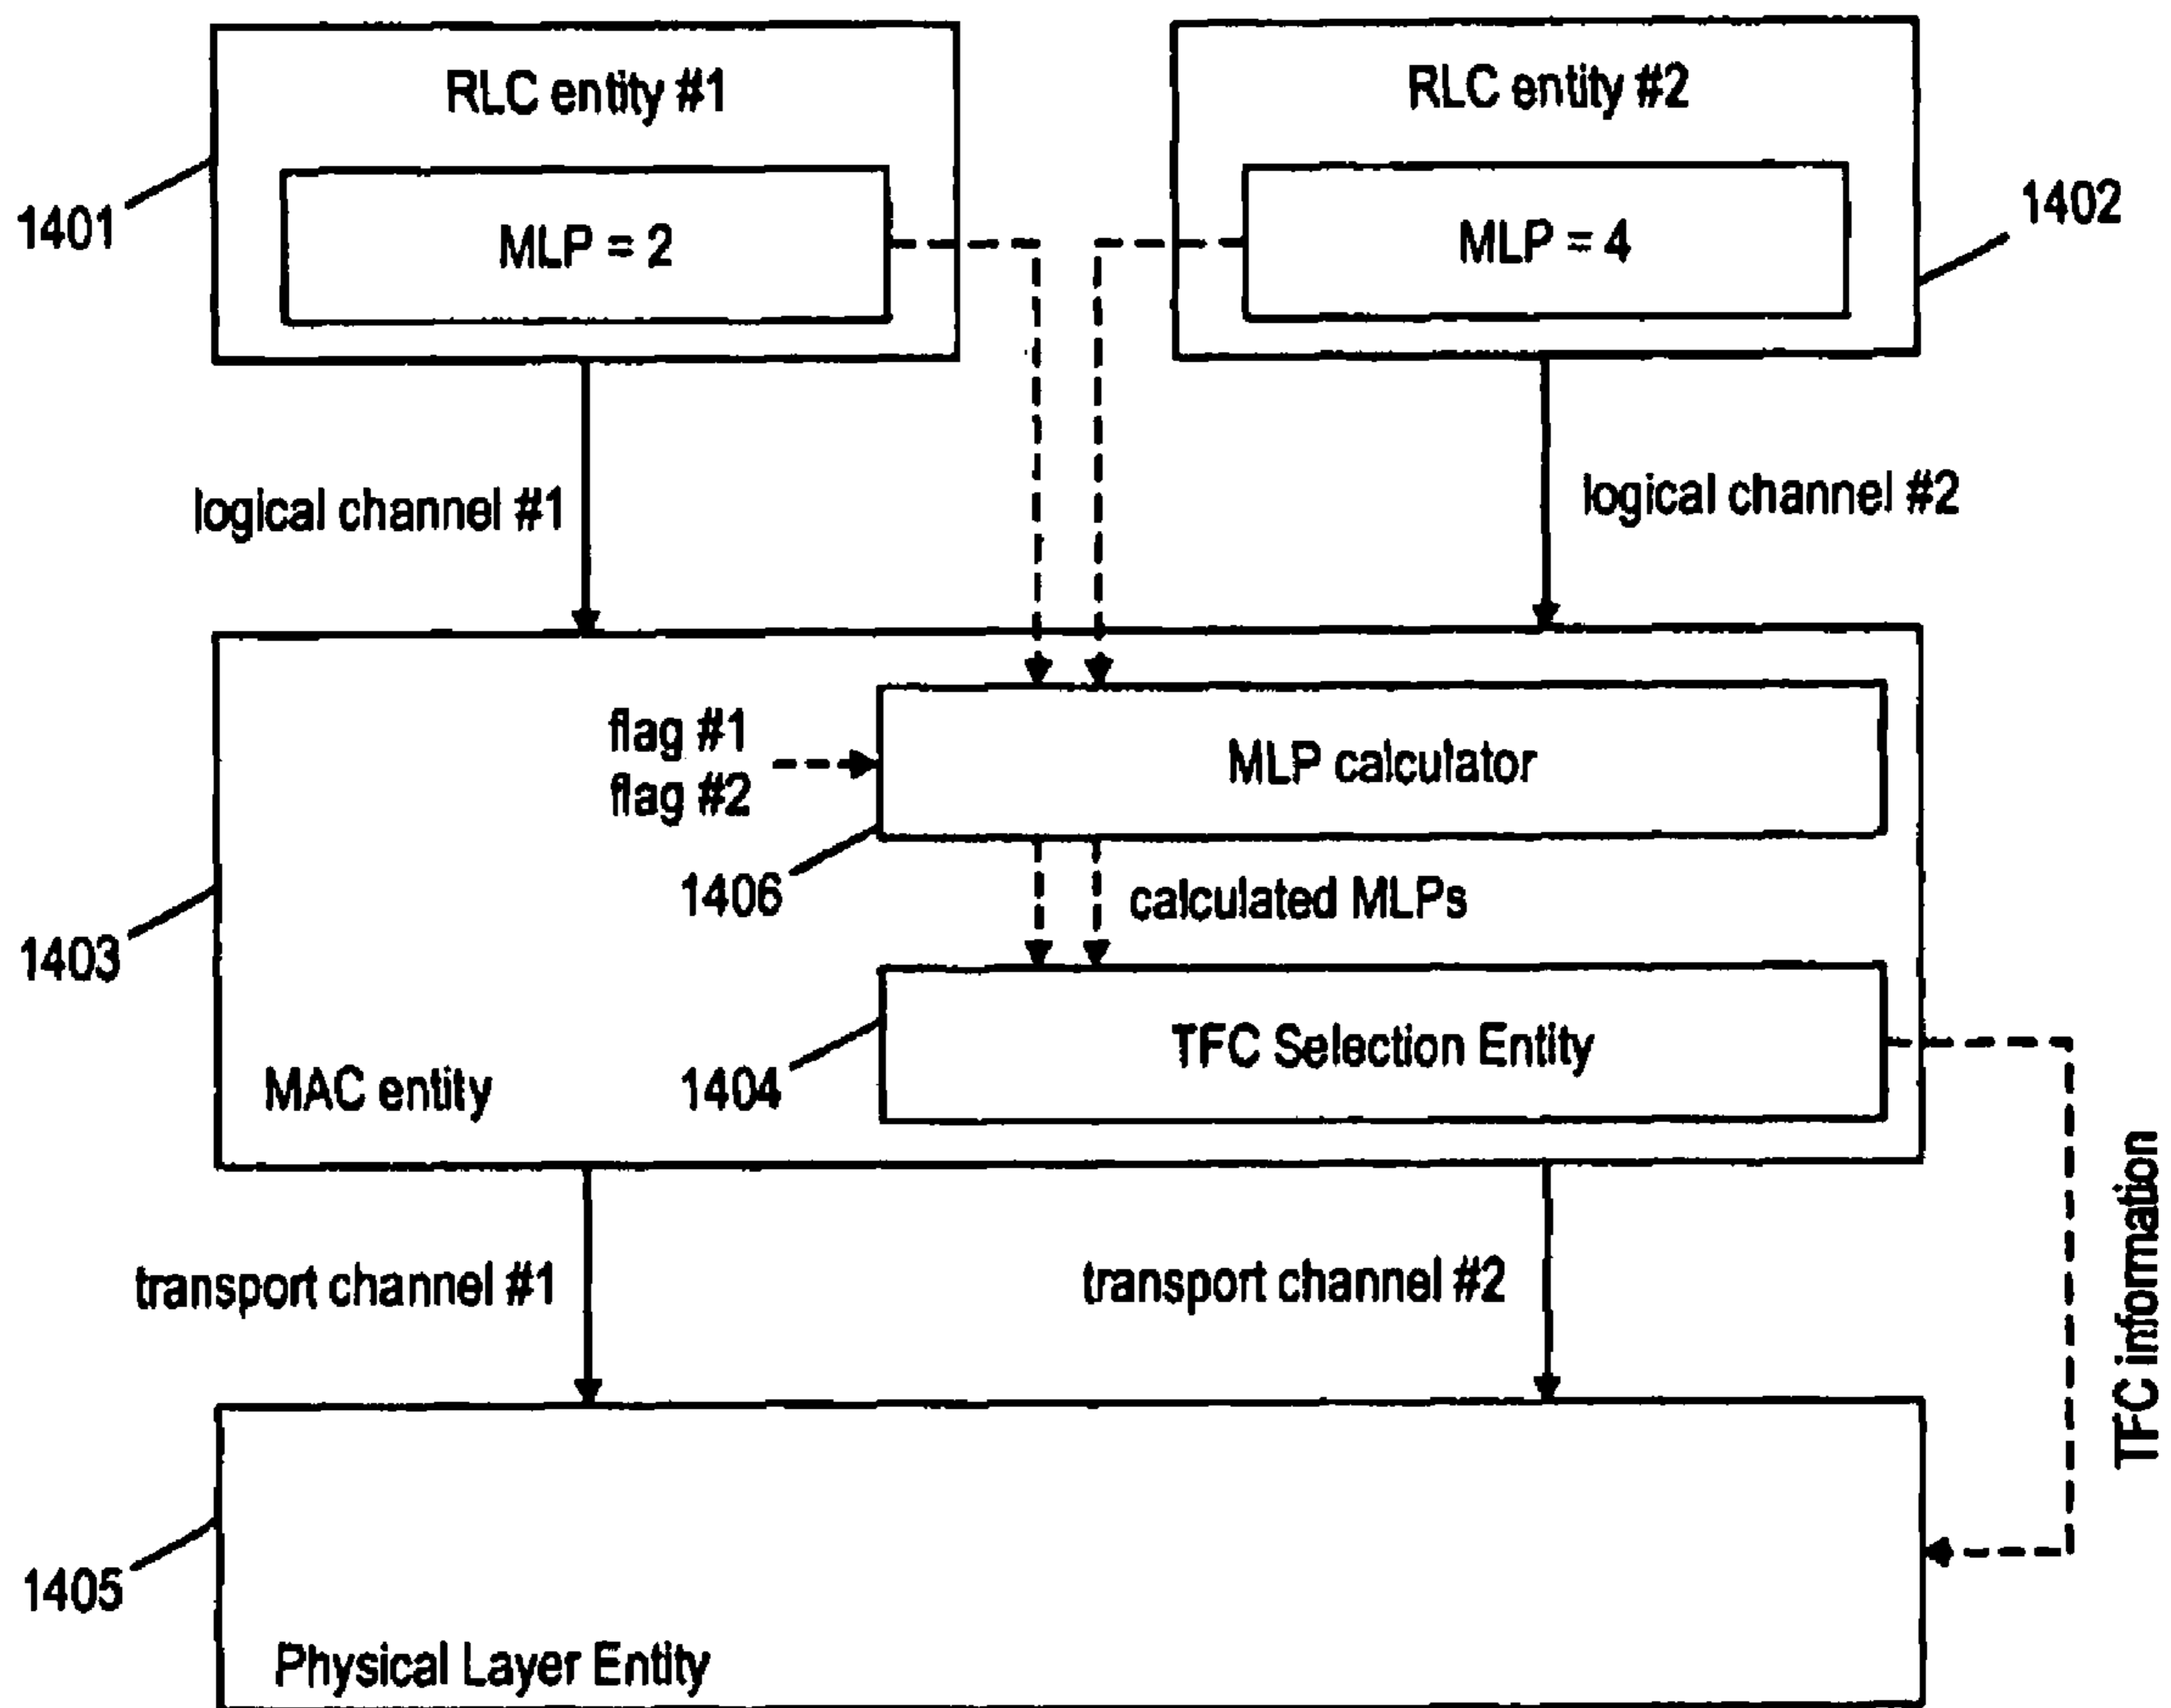 RLC entity #1
RLC entity #2
MLP = 2
MLP = 4
1401
1402
logical channel #1
logical channel #2
flag #1
flag #2
MLP calculator
1406
calculated MLPs
1403
TFC Selection Entity
1404
MAC entity
TFC information
transport channel #1
transport channel #2
1405
Physical Layer Entity